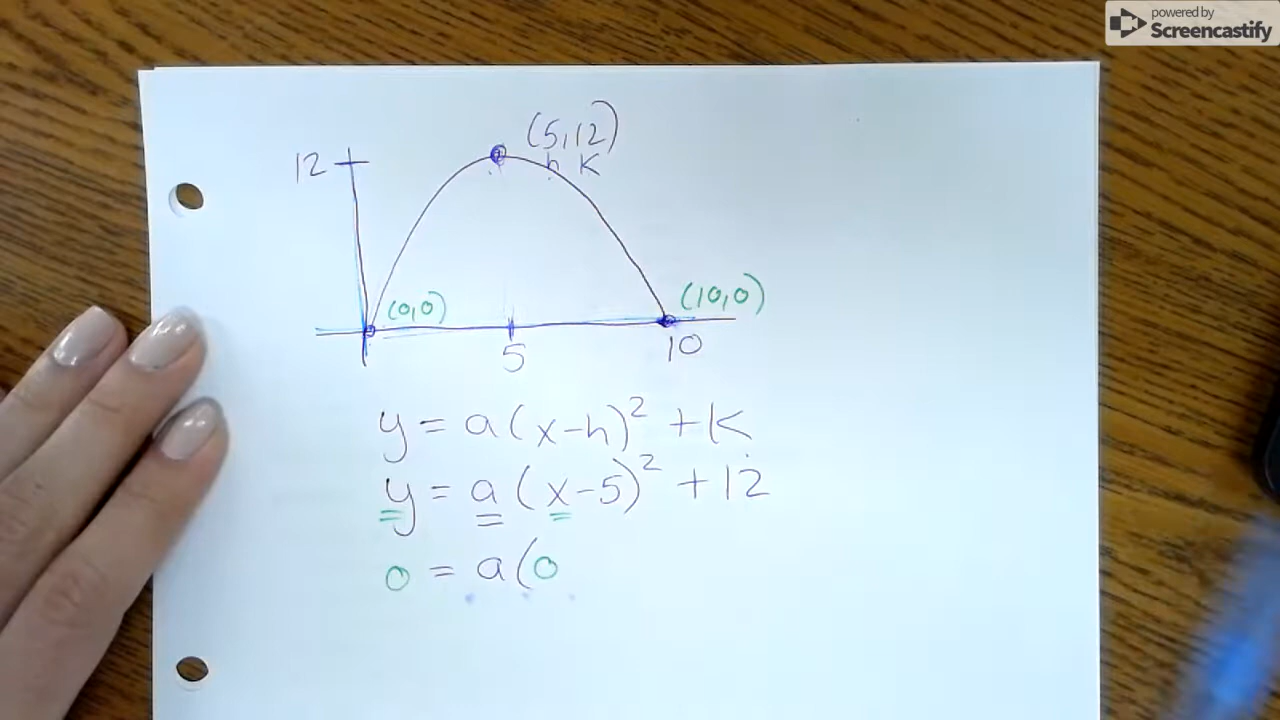 powered by
Screencastify
(5,12)
12
h K
(0,0)
(10,0)
5
10
y = a(x-h)² + K
y = a(x-5)² + 12
0 = a(0